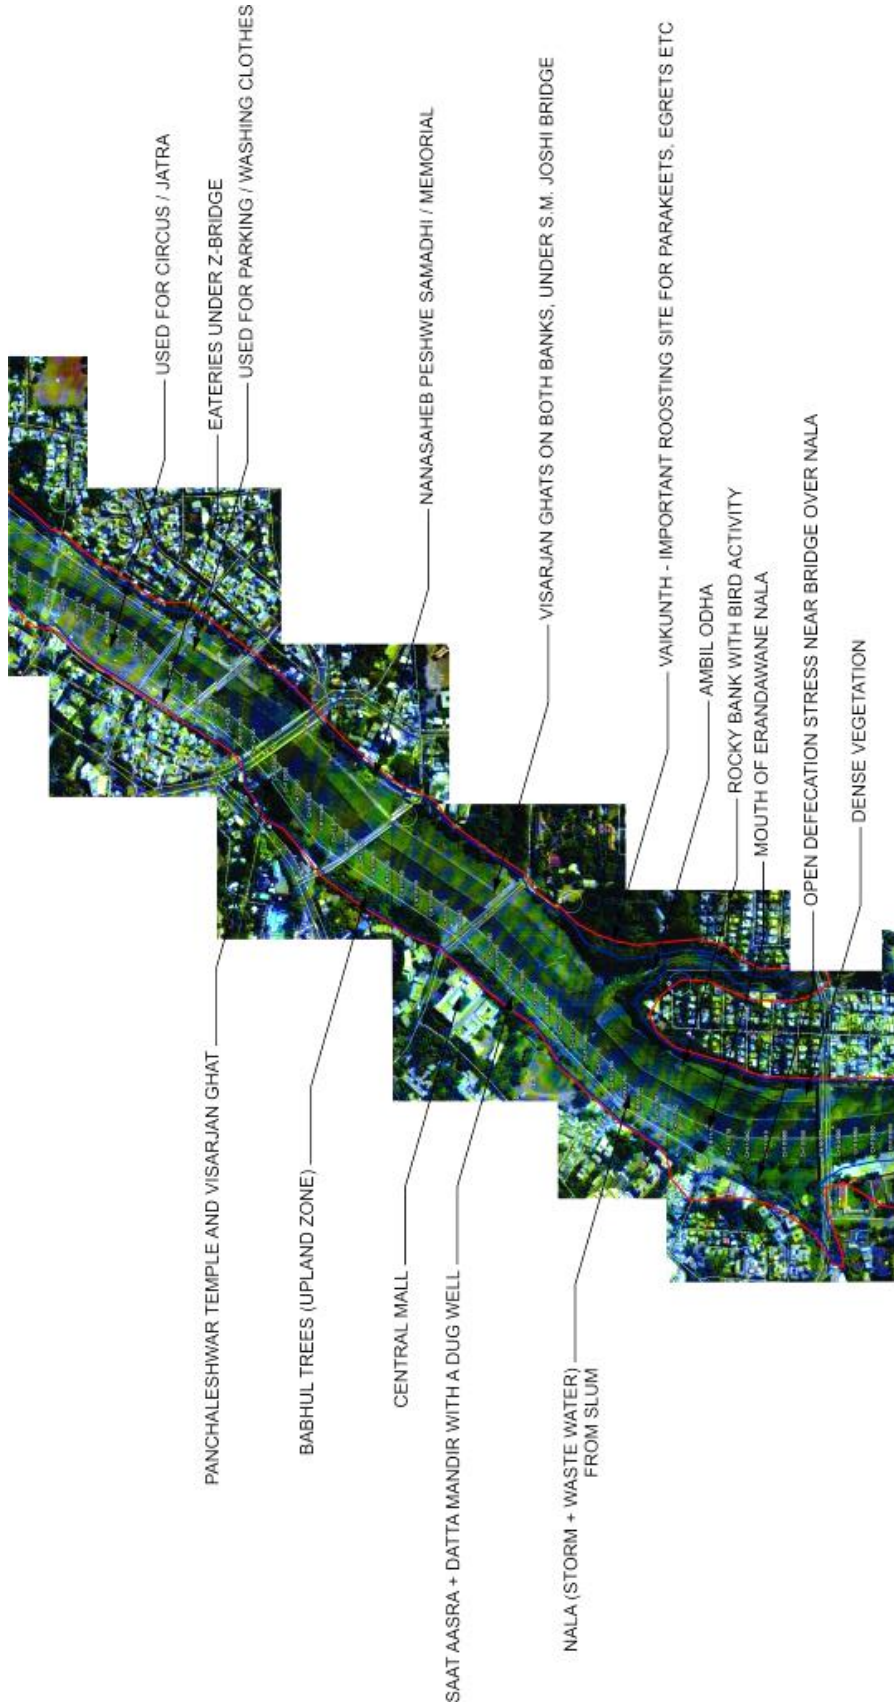 USED FOR CIRCUS / JATRA
EATERIES UNDER Z-BRIDGE
USED FOR PARKING / WASHING CLOTHES
NANASAHEB PESHWE SAMADHI / MEMORIAL
VISARJAN GHATS ON BOTH BANKS, UNDER S.M. JOSHI BRIDGE
VAIKUNTH - IMPORTANT ROOSTING SITE FOR PARAKEETS, EGRETS ETC
AMBIL ODHA
ROCKY BANK WITH BIRD ACTIVITY
MOUTH OF ERANDAWANE NALA
OPEN DEFECATION STRESS NEAR BRIDGE OVER NALA
DENSE VEGETATION
PANCHALESHWAR TEMPLE AND VISARJAN GHAT
BABHUL TREES (UPLAND ZONE)
CENTRAL MALL
SAAT AASRA + DATTA MANDIR WITH A DUG WELL
NALA (STORM + WASTE WATER)
FROM SLUM